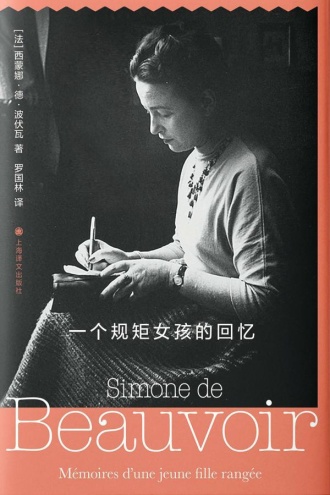 [法]西蒙娜·德·波伏瓦 著
罗国林 译
上海译文出版社
一个规矩女孩的回忆
Simone de
Beauvoir
Mémoires d'une jeune fille rangée